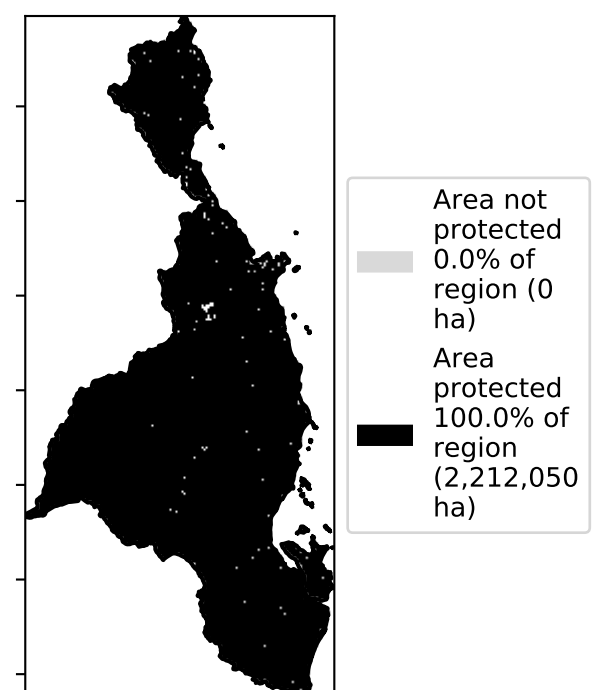 Area not
protected
0.0% of
region (0
ha)
Area
protected
100.0% of
region
(2,212,050
ha)